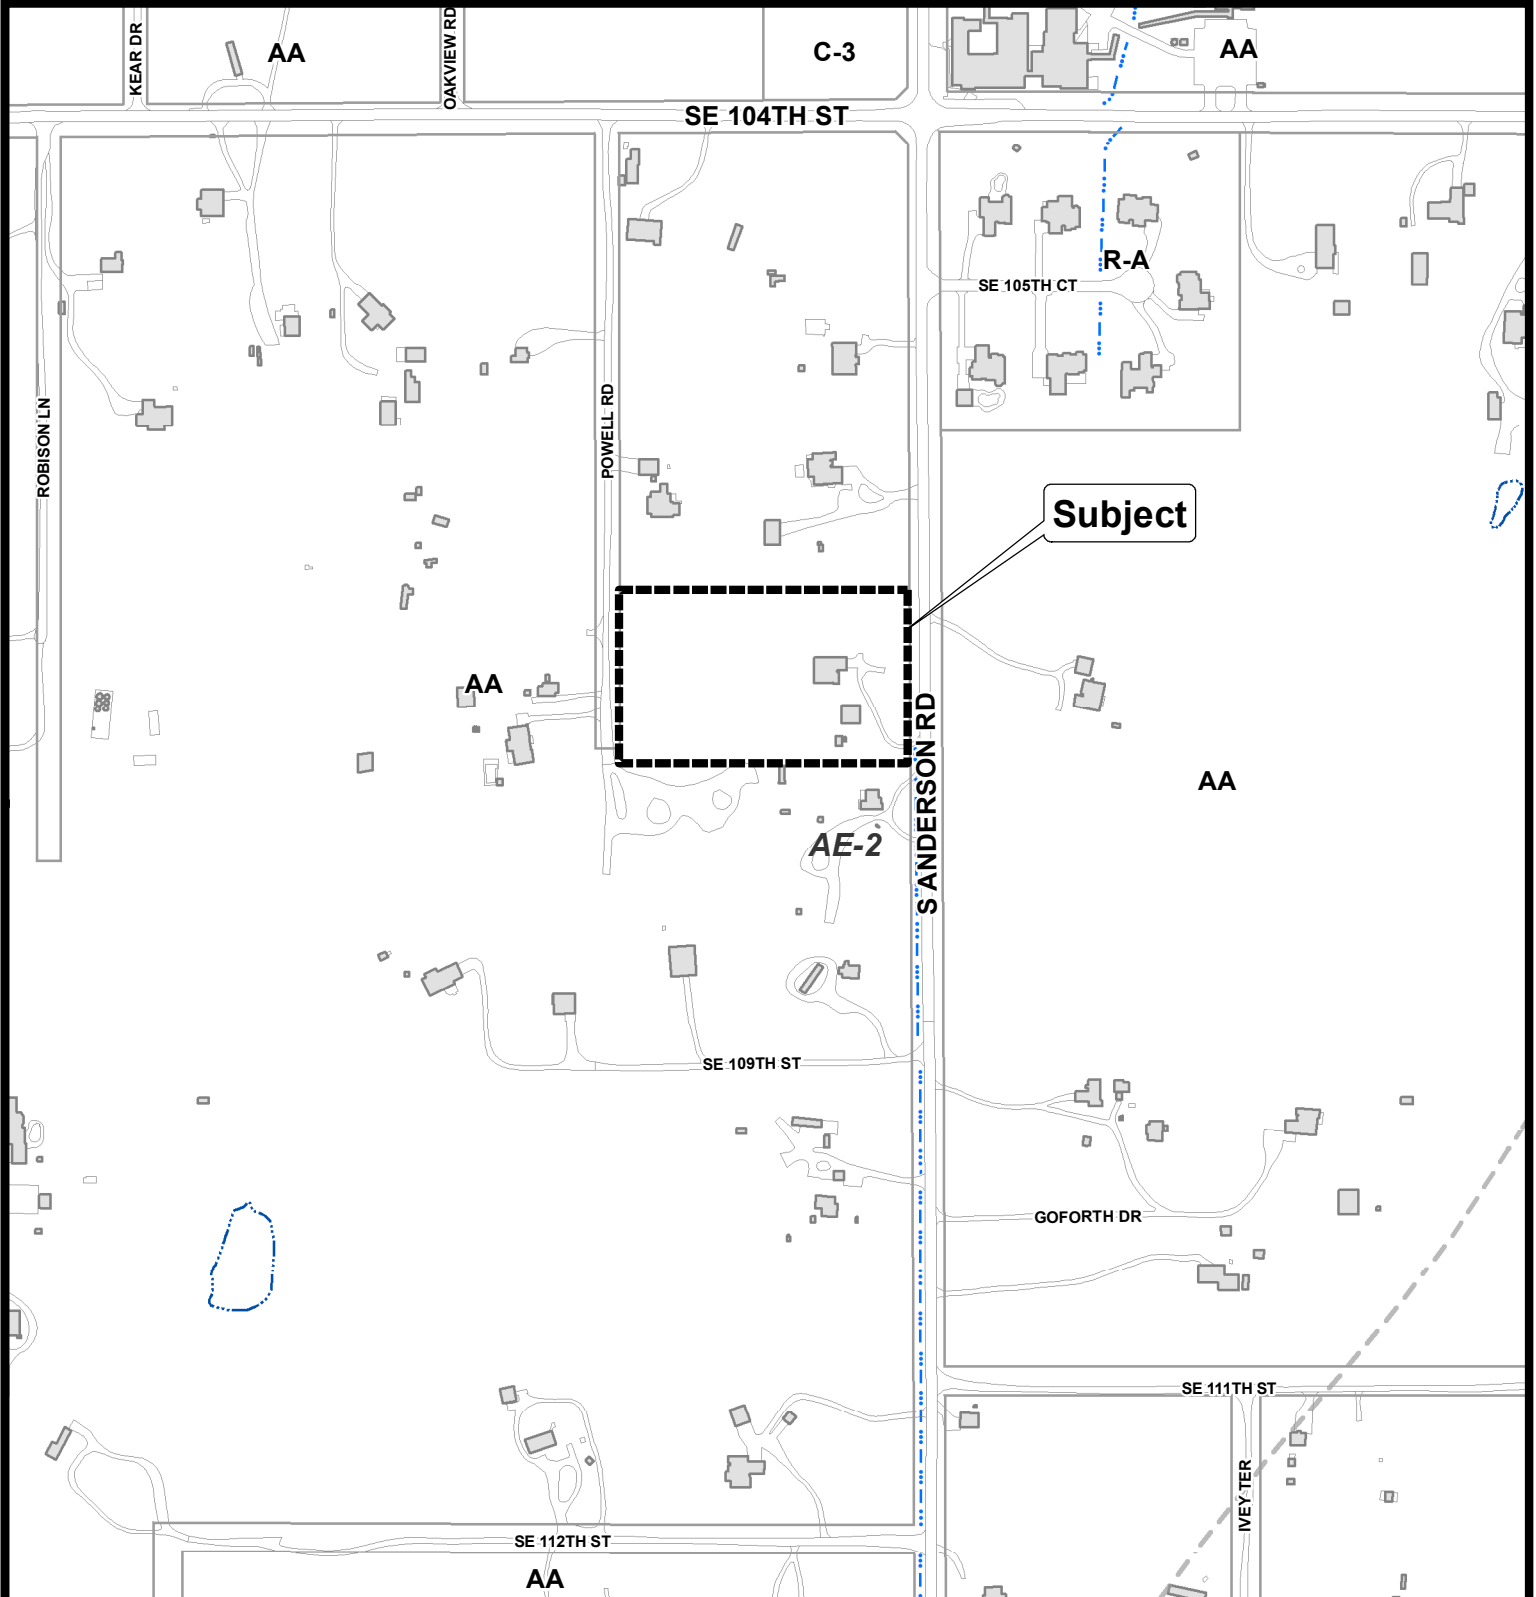 KEAR DR
AA
OAKVIEW RD
C-3
AA
SE 104TH ST
R-A
SE 105TH CT
ROBISON LN
POWELL RD
Subject
AA
S ANDERSON RD
AA
AE-2
SE 109TH ST
GOFORTH DR
SE 111TH ST
IVEY TER
SE 112TH ST
AA